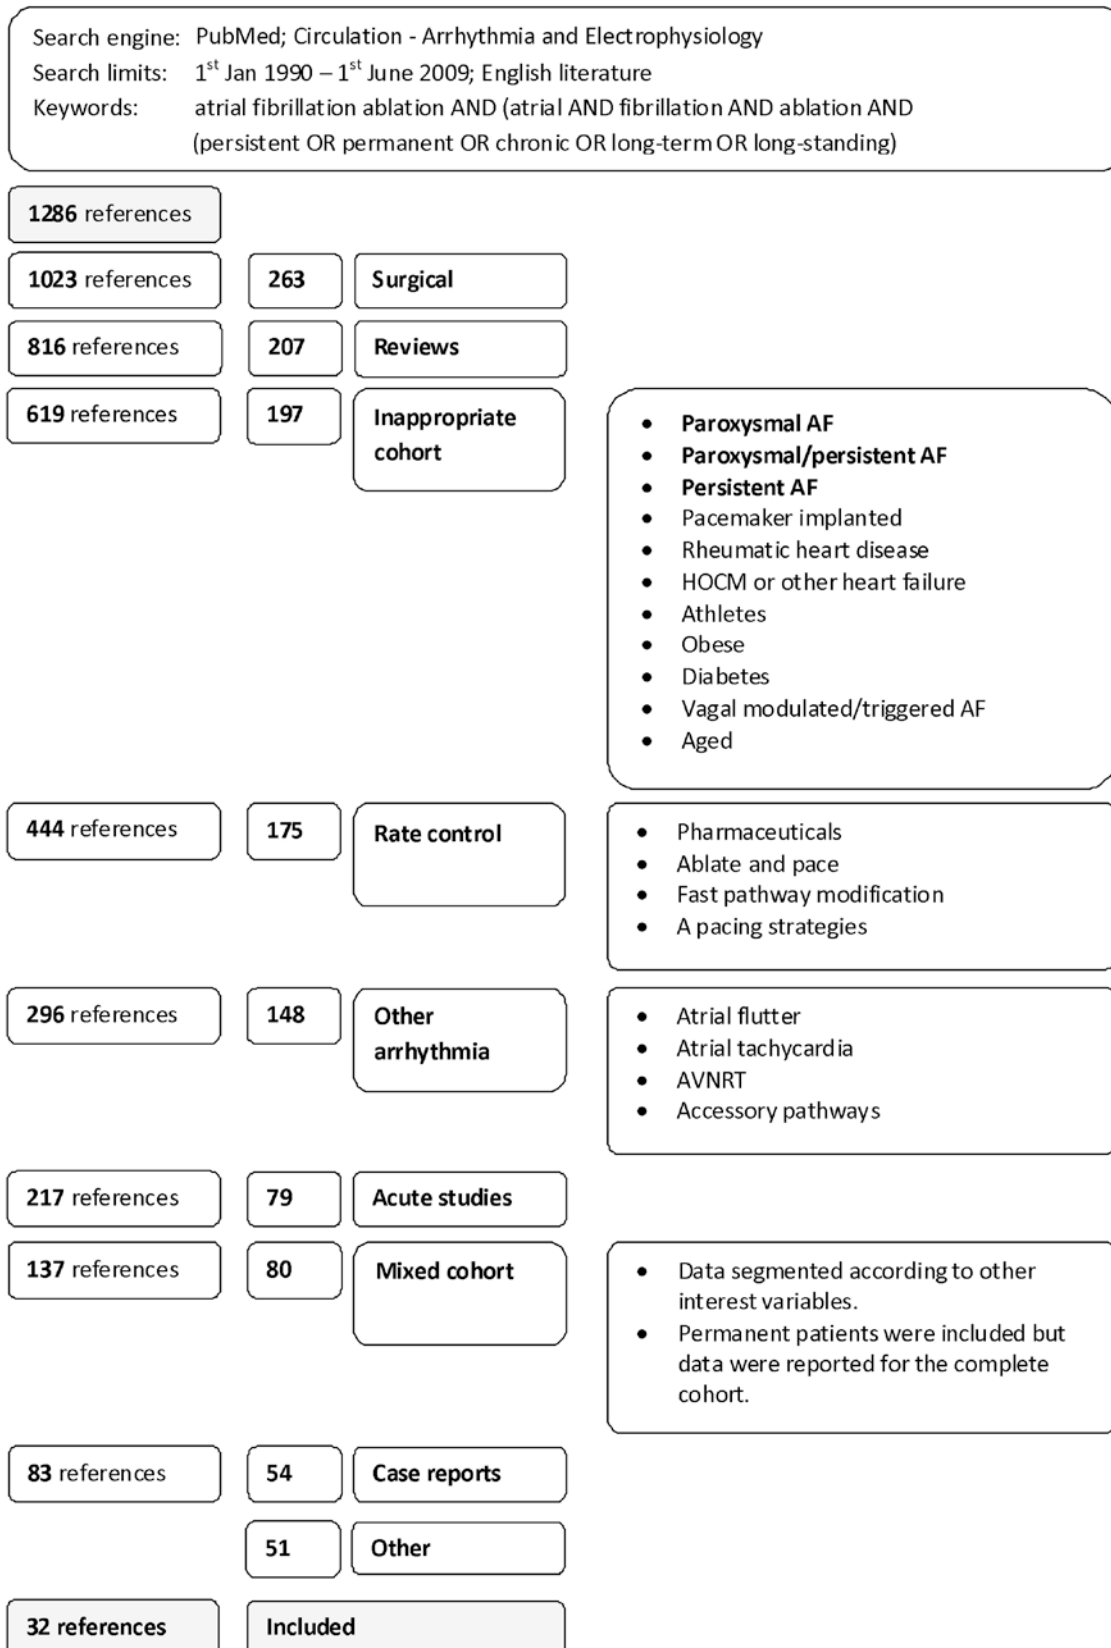 Search engine: PubMed; Circulation - Arrhythmia and Electrophysiology
Search limits: 1st Jan 1990 – 1st June 2009; English literature
Keywords: atrial fibrillation ablation AND (atrial AND fibrillation AND ablation AND
(persistent OR permanent OR chronic OR long-term OR long-standing)
1286 references
1023 references 263 Surgical
816 references 207 Reviews
619 references 197 Inappropriate
cohort
• Paroxysmal AF
• Paroxysmal/persistent AF
• Persistent AF
• Pacemaker implanted
• Rheumatic heart disease
• HOCM or other heart failure
• Athletes
• Obese
• Diabetes
• Vagal modulated/triggered AF
• Aged
444 references 175 Rate control
• Pharmaceuticals
• Ablate and pace
• Fast pathway modification
• A pacing strategies
296 references 148 Other
arrhythmia
• Atrial flutter
• Atrial tachycardia
• AVNRT
• Accessory pathways
217 references 79 Acute studies
137 references 80 Mixed cohort
• Data segmented according to other
interest variables.
• Permanent patients were included but
data were reported for the complete
cohort.
83 references 54 Case reports
51 Other
32 references Included